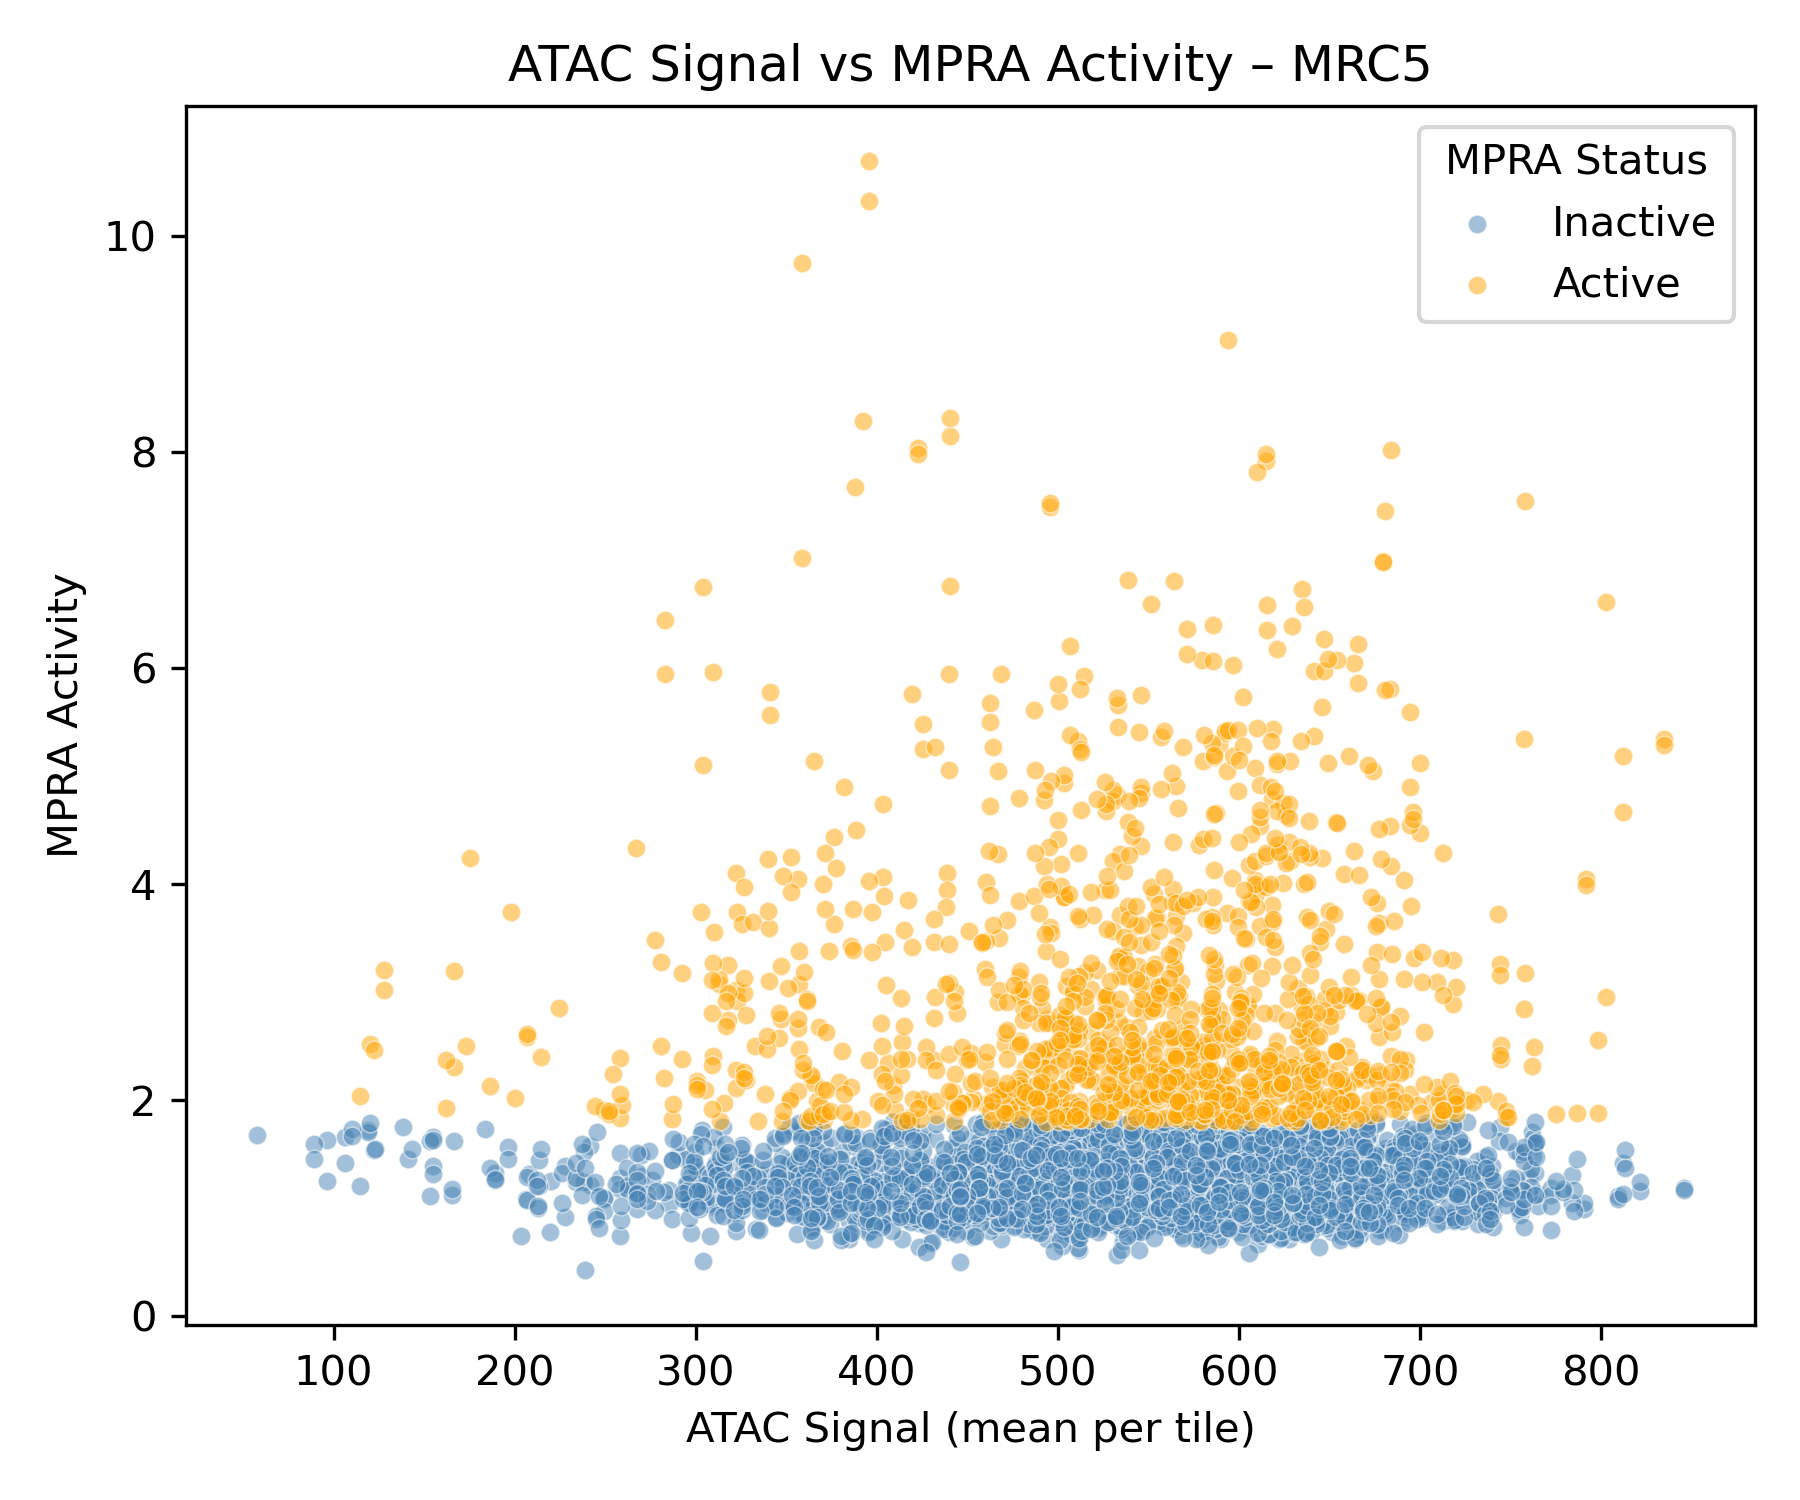 ATAC Signal vs MPRA Activity – MRC5
MPRA Status
Inactive
Active
MPRA Activity
10
8
6
4
2
0
100 200 300 400 500 600 700 800
ATAC Signal (mean per tile)